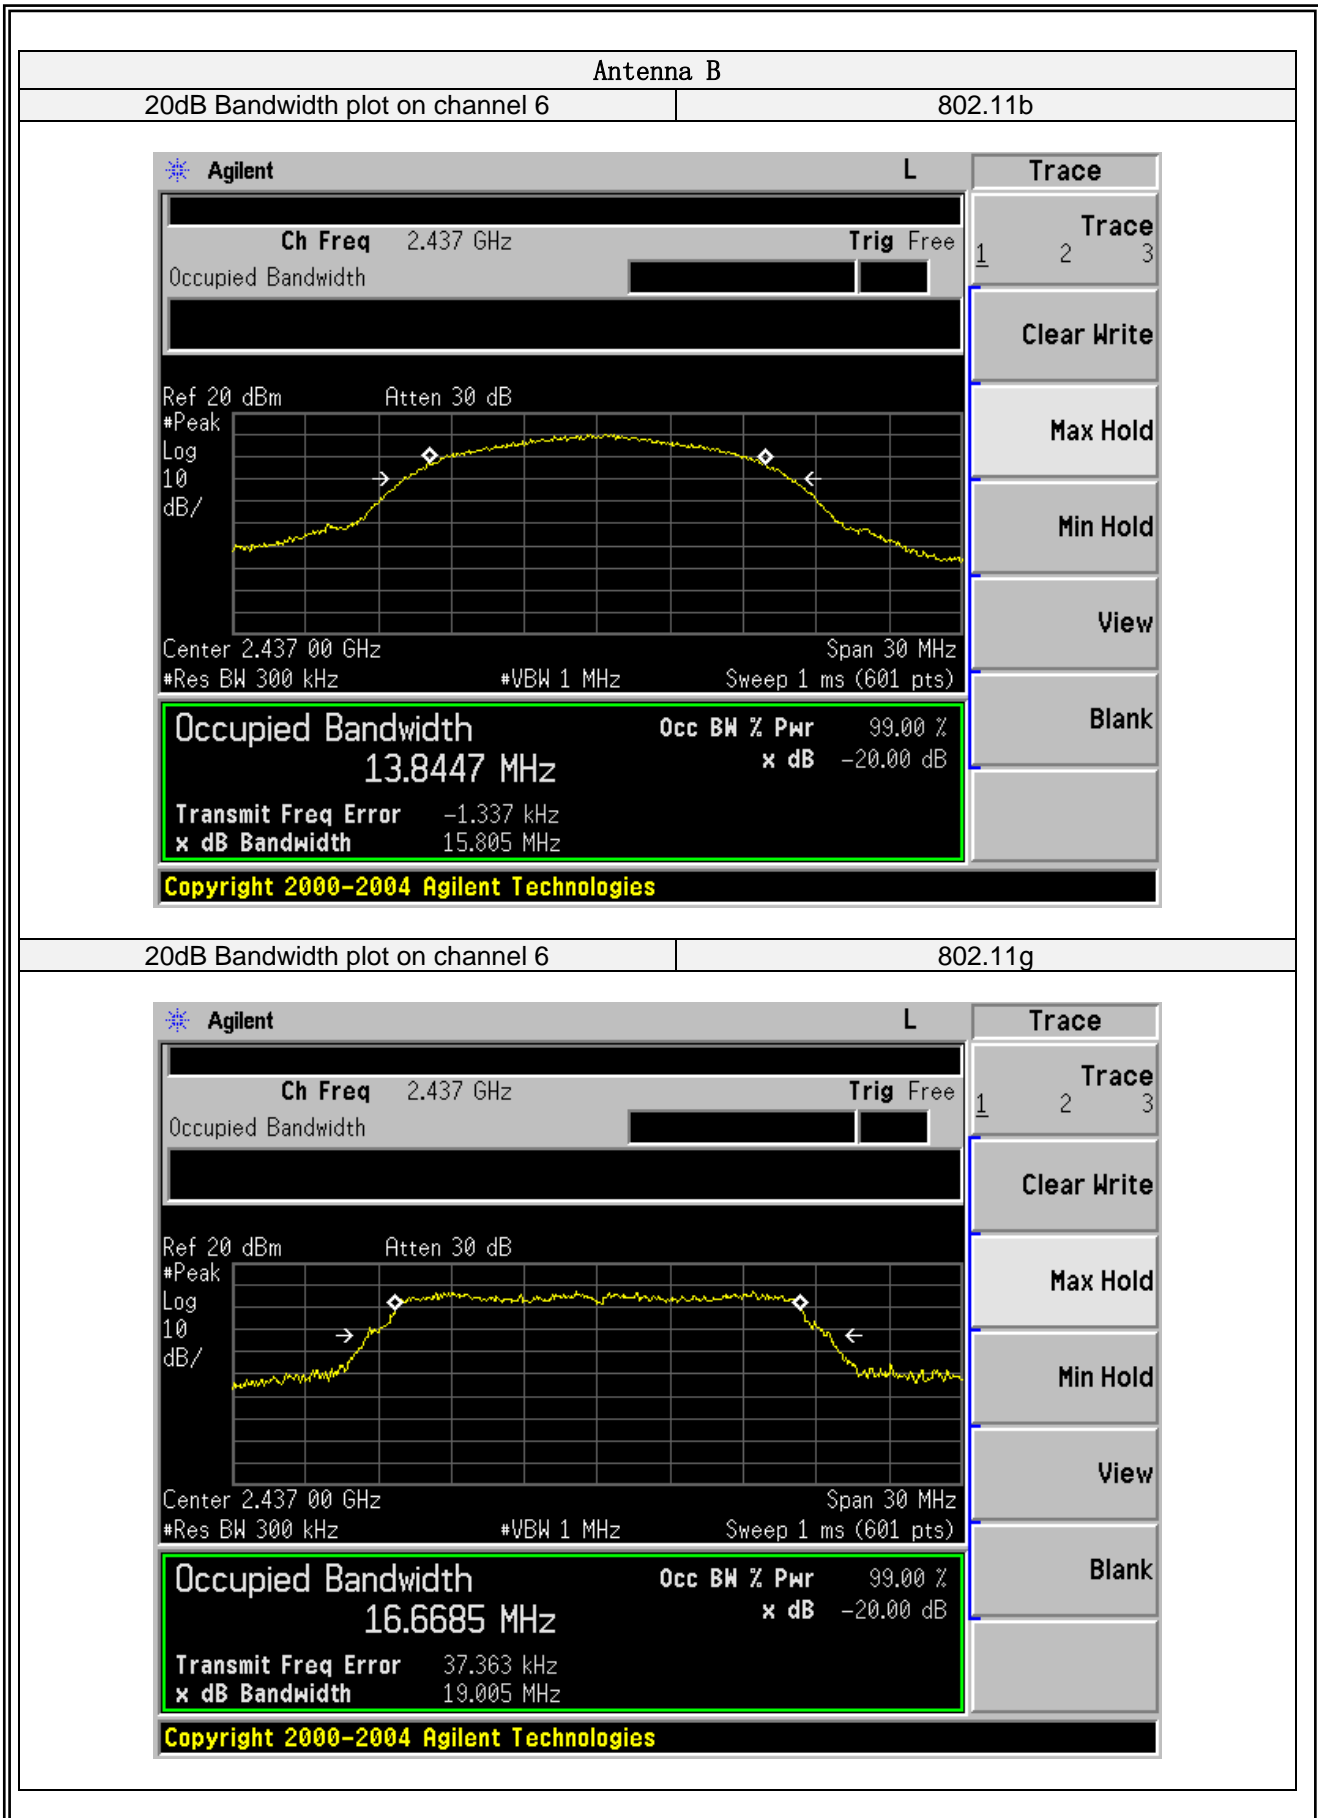 Antenna B
20dB Bandwidth plot on channel 6 802.11b
Agilent L Trace
Ch Freq 2.437 GHz Trig Free
Occupied Bandwidth
Trace
1 2 3
Clear Write
Max Hold
Min Hold
View
Blank
Ref 20 dBm Atten 30 dB
#Peak
Log
10
dB/
Center 2.437 00 GHz Span 30 MHz
#Res BW 300 kHz #VBW 1 MHz Sweep 1 ms (601 pts)
Occupied Bandwidth Occ BW % Pwr 99.00 %
13.8447 MHz x dB -20.00 dB
Transmit Freq Error -1.337 kHz
x dB Bandwidth 15.805 MHz
Copyright 2000-2004 Agilent Technologies
20dB Bandwidth plot on channel 6 802.11g
Agilent L Trace
Ch Freq 2.437 GHz Trig Free
Occupied Bandwidth
Trace
1 2 3
Clear Write
Max Hold
Min Hold
View
Blank
Ref 20 dBm Atten 30 dB
#Peak
Log
10
dB/
Center 2.437 00 GHz Span 30 MHz
#Res BW 300 kHz #VBW 1 MHz Sweep 1 ms (601 pts)
Occupied Bandwidth Occ BW % Pwr 99.00 %
16.6685 MHz x dB -20.00 dB
Transmit Freq Error 37.363 kHz
x dB Bandwidth 19.005 MHz
Copyright 2000-2004 Agilent Technologies